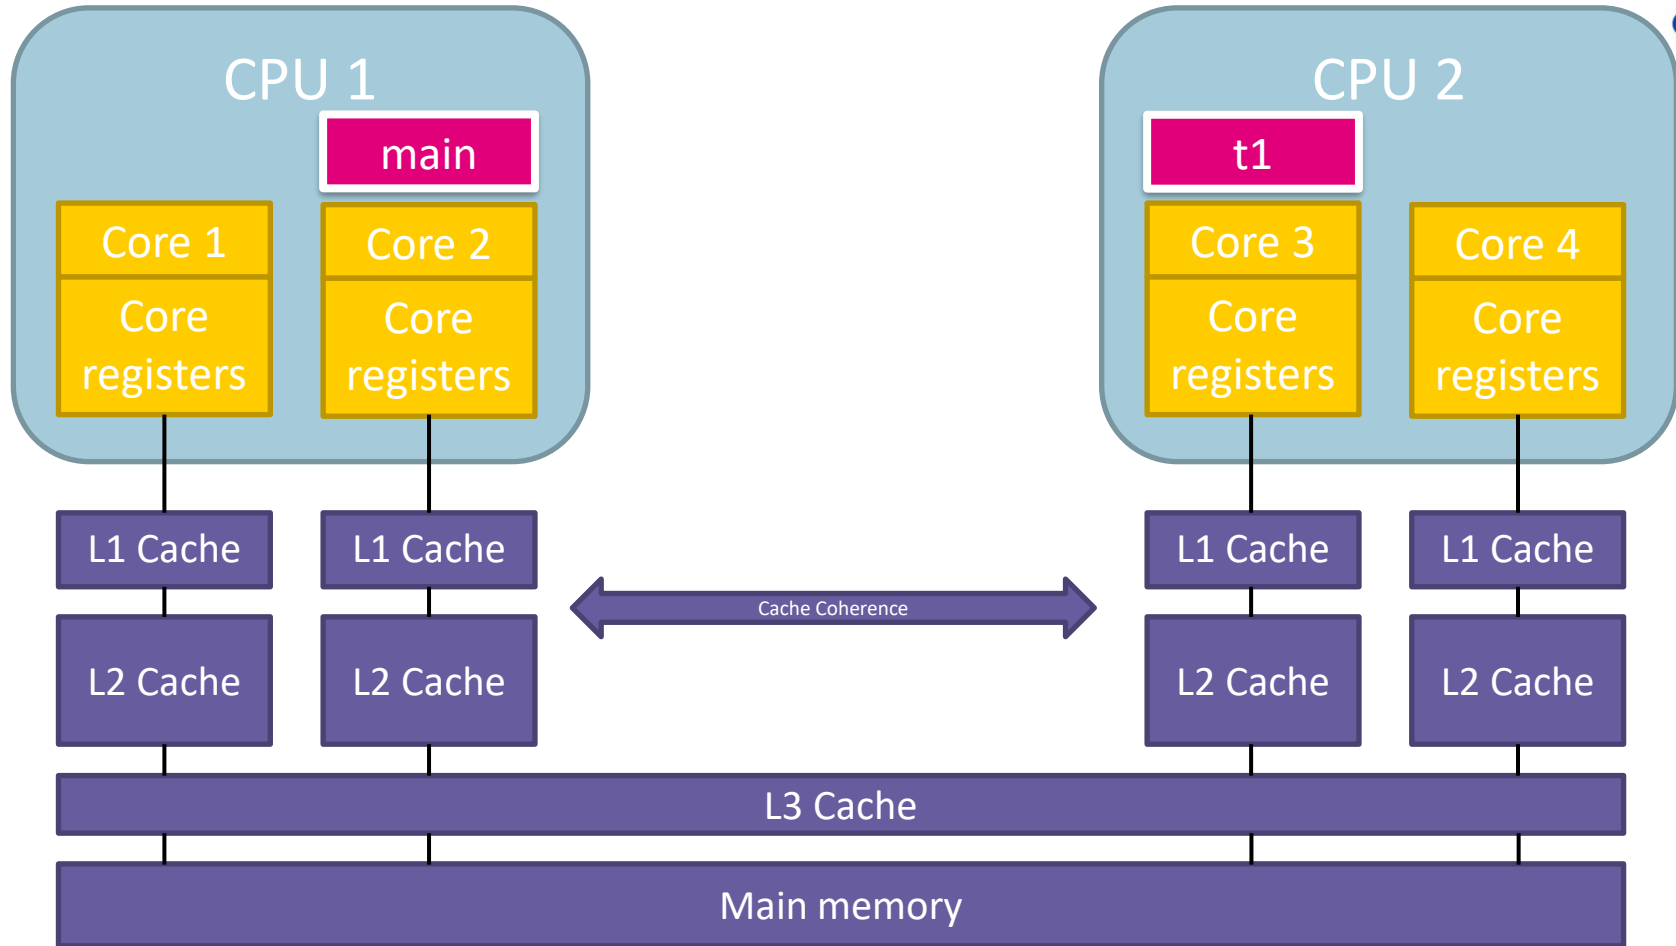 CPU 1
CPU 2
main
t1
Core 1
Core 2
Core 3
Core 4
Core
registers
Core
registers
Core
registers
Core
registers
L1 Cache
L1 Cache
L1 Cache
L1 Cache
Cache Coherence
L2 Cache
L2 Cache
L2 Cache
L2 Cache
L3 Cache
Main memory